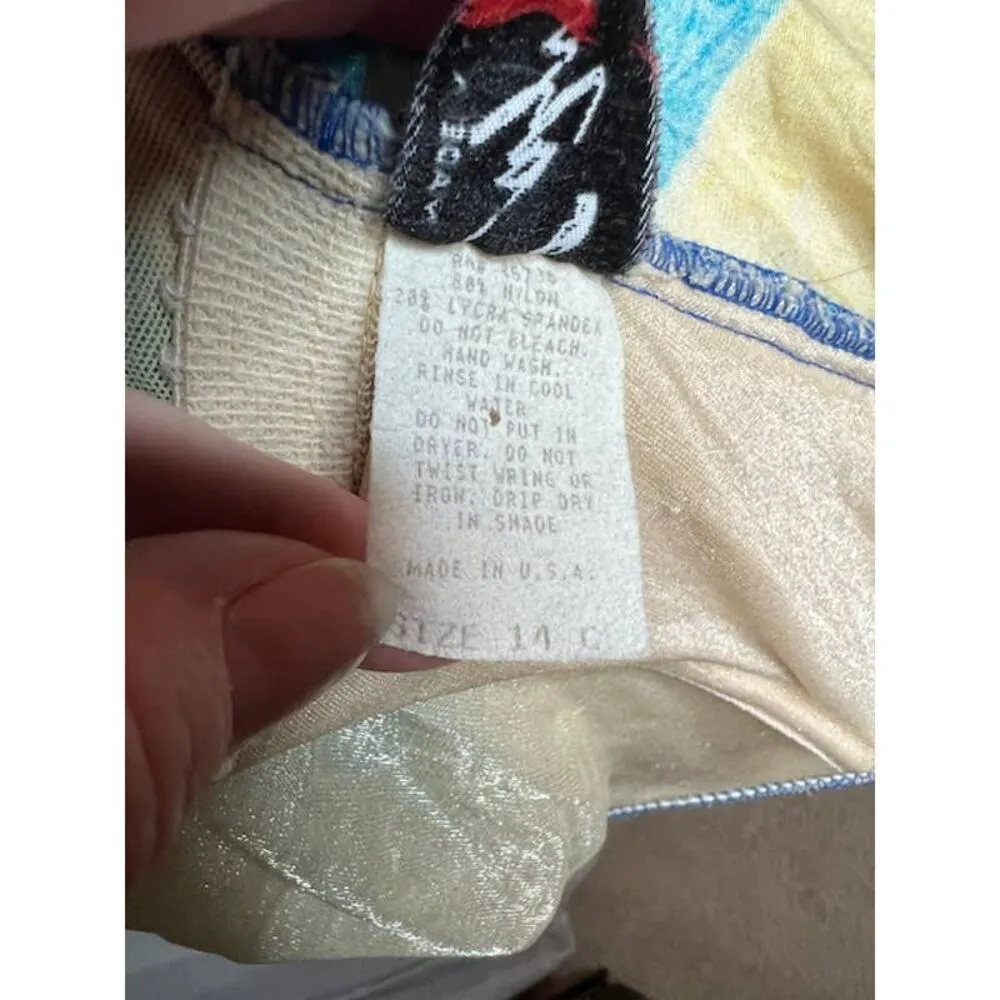 80% NYLON
20% LYCRA SPANDEX
DO NOT BLEACH.
HAND WASH.
RINSE IN COOL
WATER
DO NOT PUT IN
DRYER. DO NOT
TWIST WRING OR
IRON. DRIP DRY
IN SHADE
MADE IN U.S.A.
SIZE 14 C